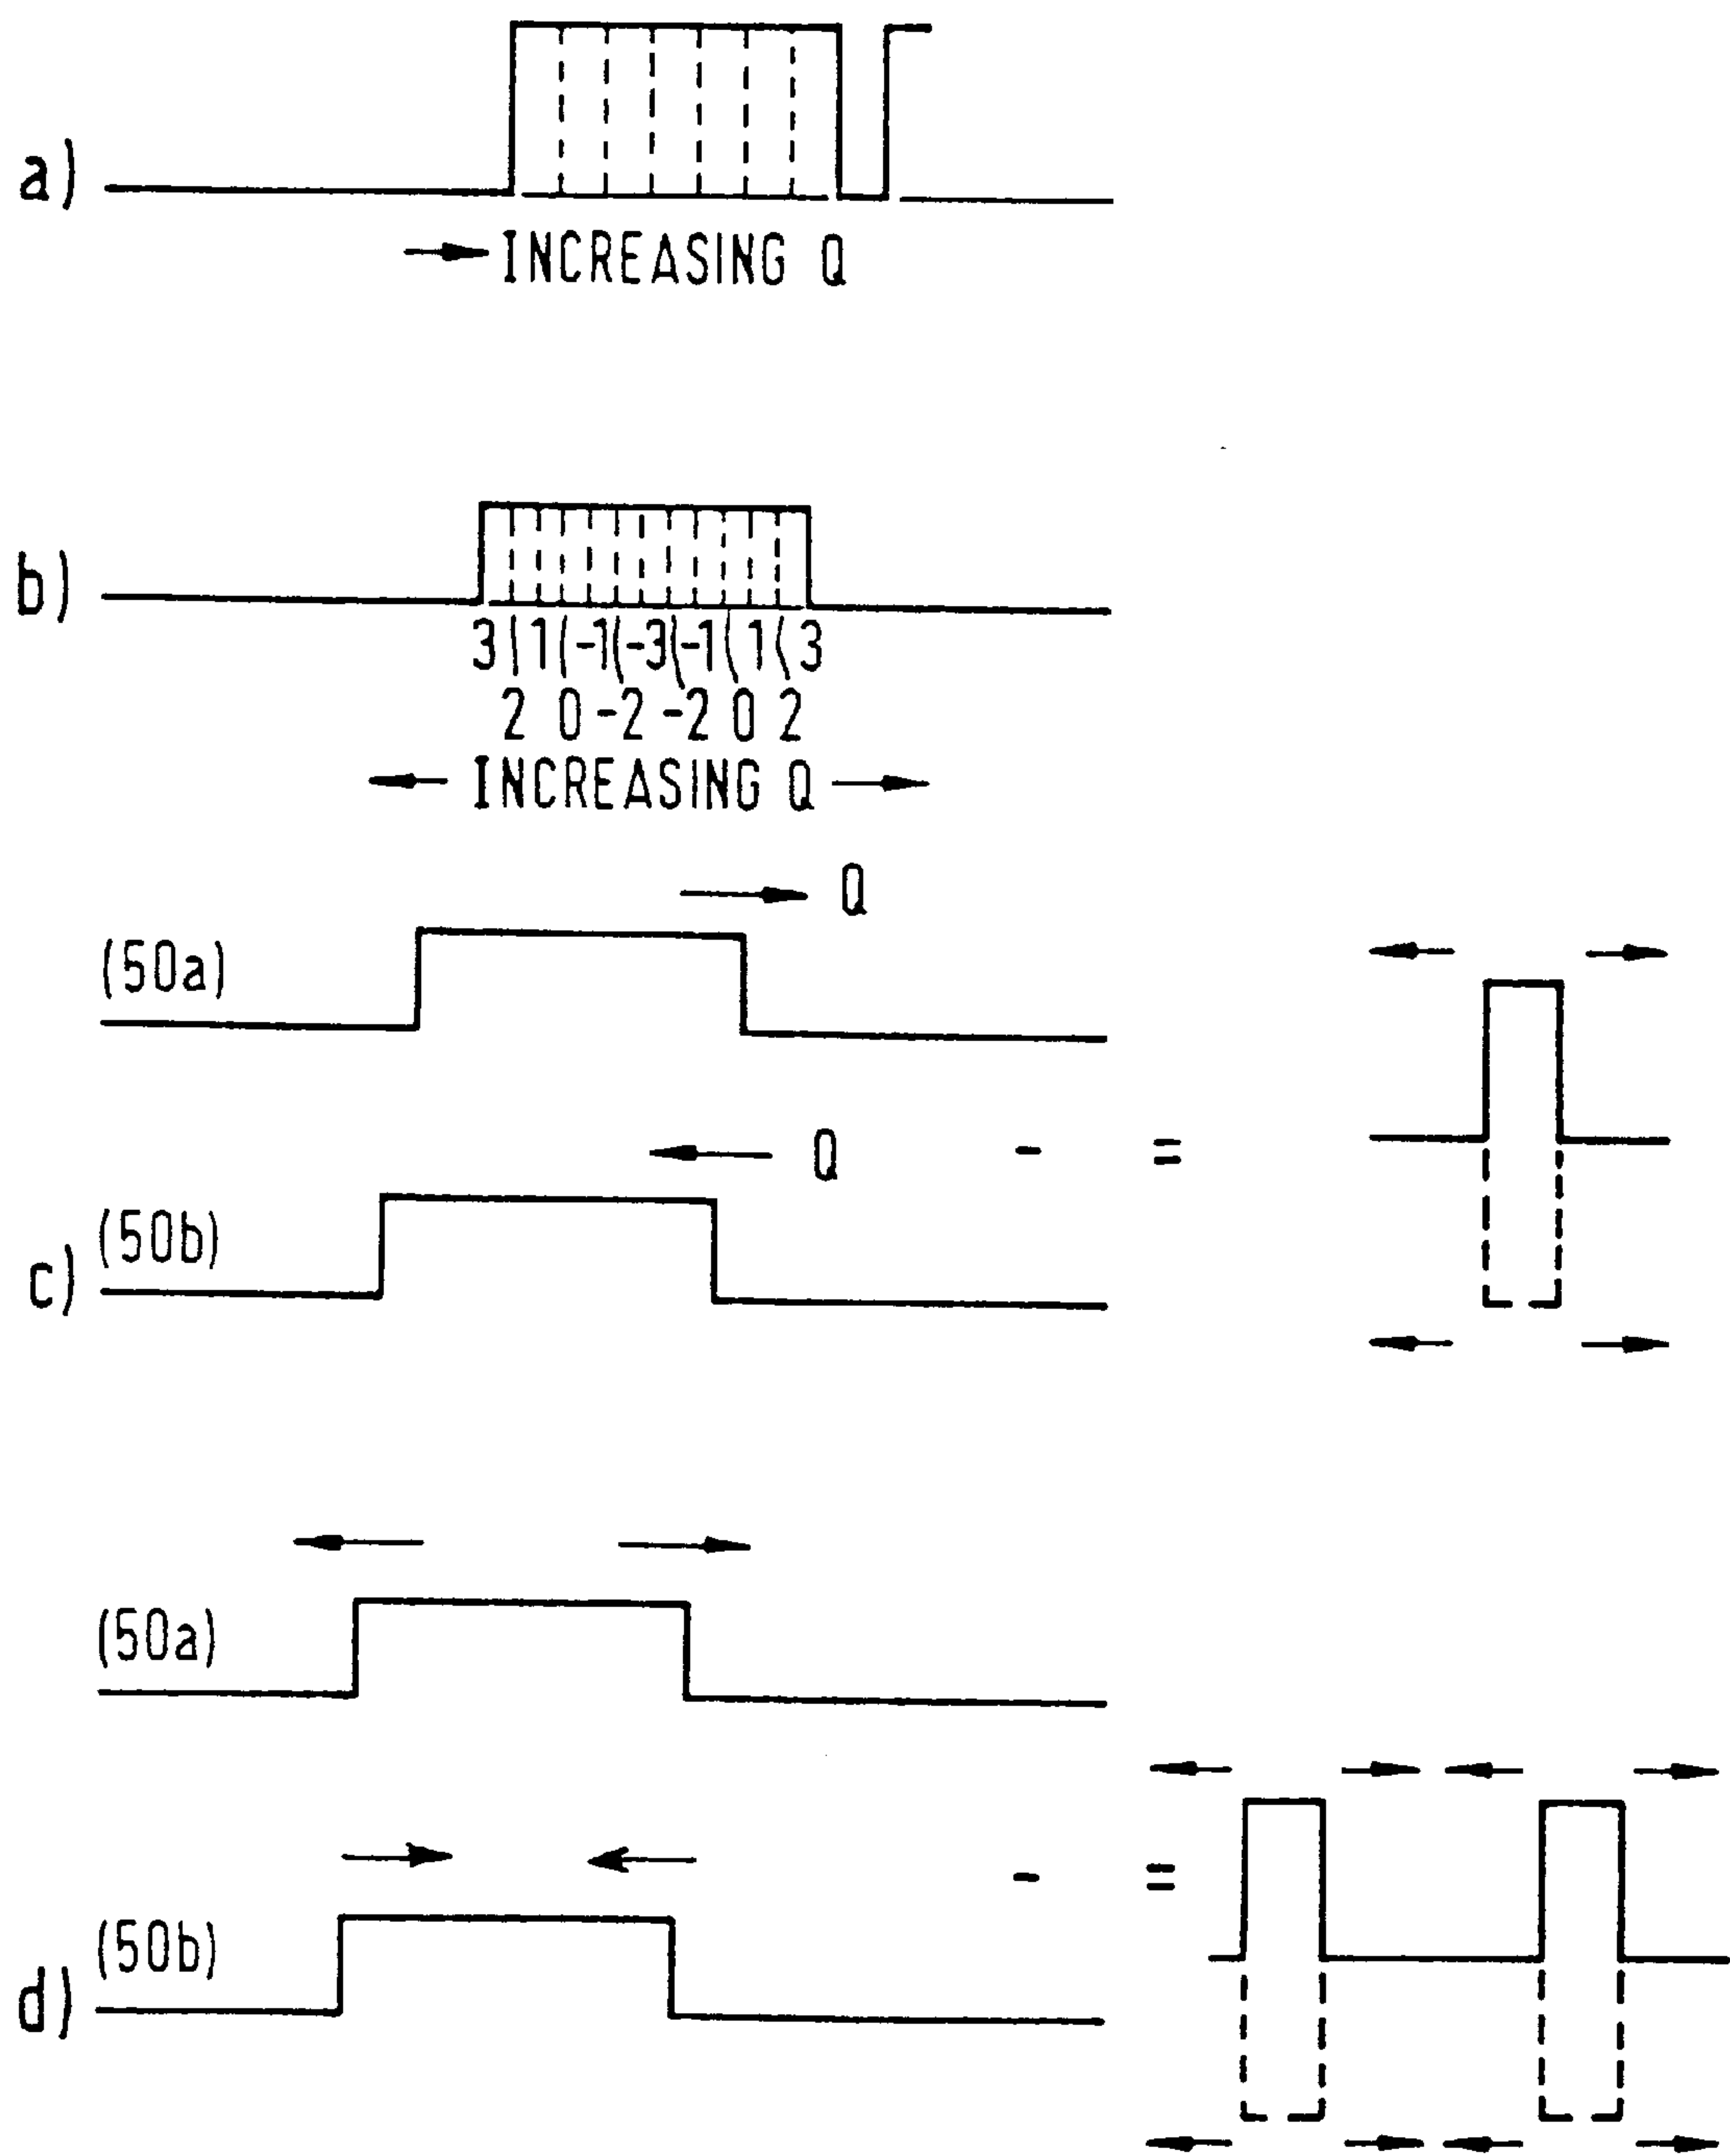 a)
INCREASING Q
b)
3 1 -1 -3 -1 1 3
2 0 -2 -2 0 2
INCREASING Q
Q
(50a)
Q - =
(50b)
c)
(50a)
- =
(50b)
d)